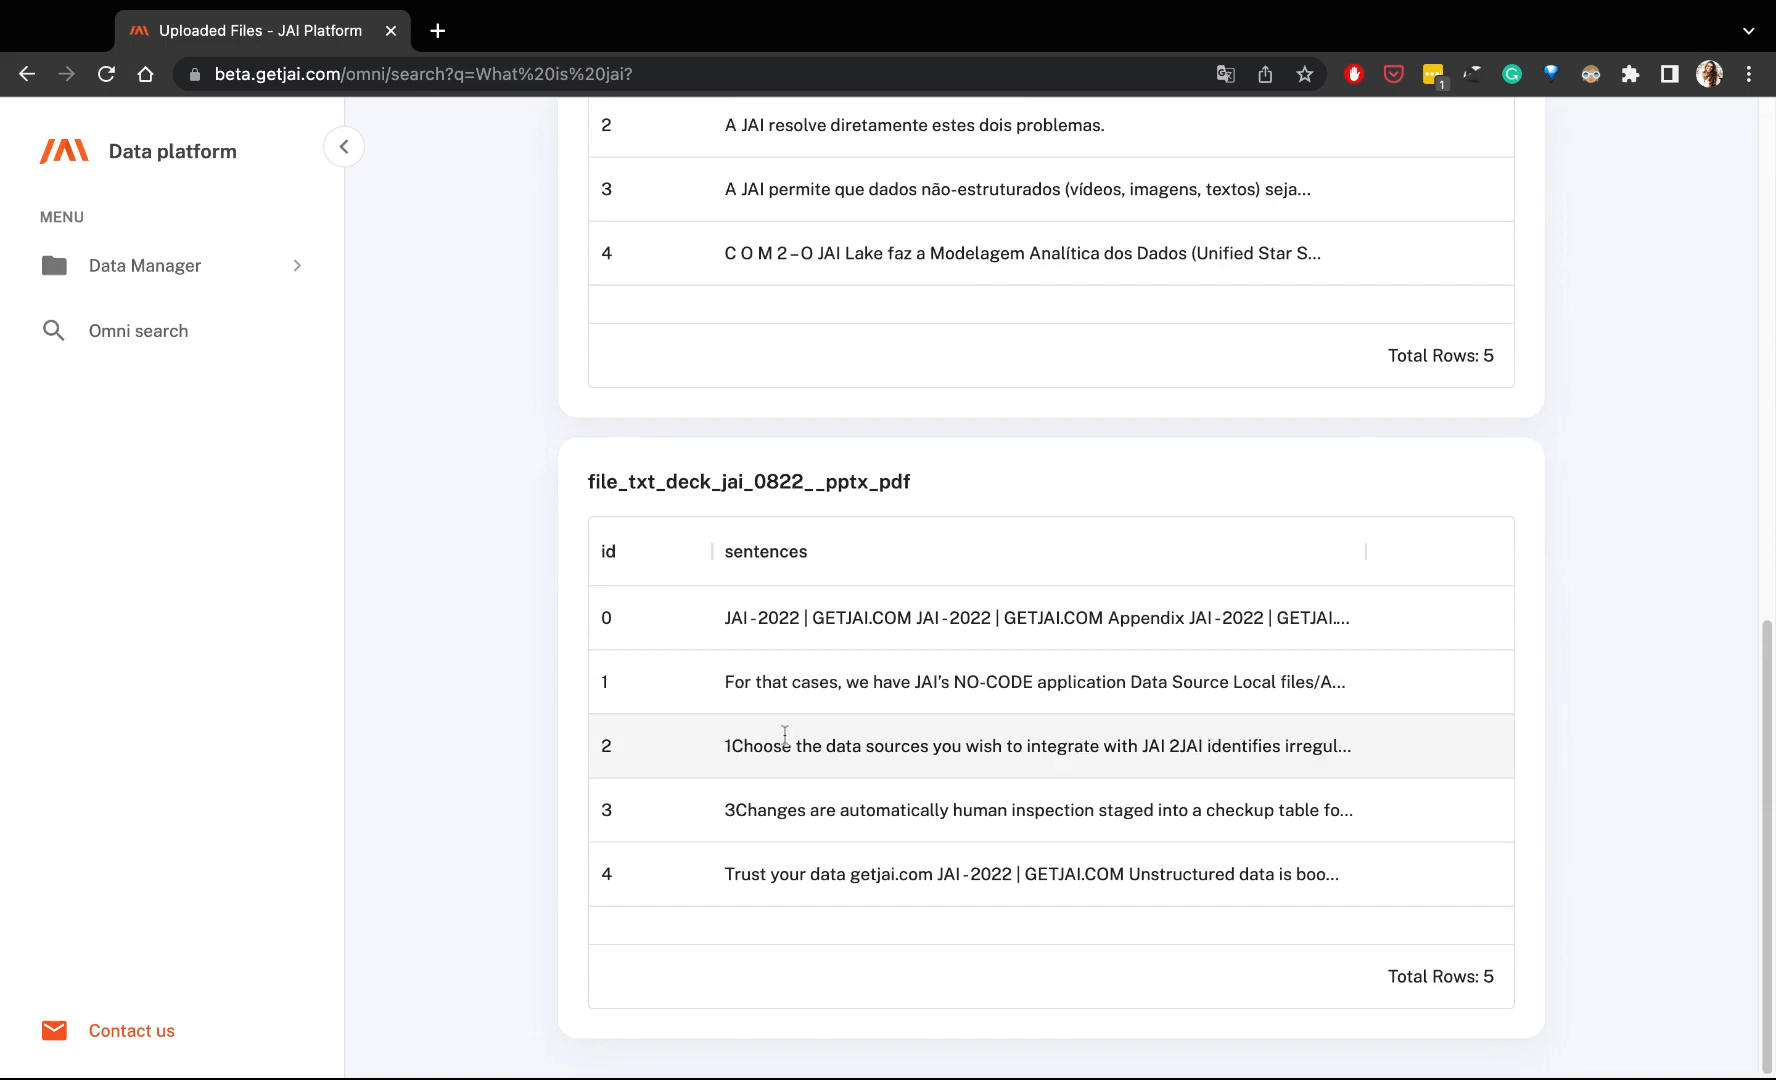 Uploaded Files - JAI Platform
beta.getjai.com/omni/search?q=What%20is%20jai?
1
Data platform
MENU
Data Manager
Omni search
2 A JAI resolve diretamente estes dois problemas.
3 A JAI permite que dados não-estruturados (vídeos, imagens, textos) seja...
4 C O M 2 – O JAI Lake faz a Modelagem Analítica dos Dados (Unified Star S...
Total Rows: 5
file_txt_deck_jai_0822__pptx_pdf
id sentences
0 JAI - 2022 | GETJAI.COM JAI - 2022 | GETJAI.COM Appendix JAI - 2022 | GETJAI....
1 For that cases, we have JAI’s NO-CODE application Data Source Local files/A...
2 1Choose the data sources you wish to integrate with JAI 2JAI identifies irregul...
3 3Changes are automatically human inspection staged into a checkup table fo...
4 Trust your data getjai.com JAI - 2022 | GETJAI.COM Unstructured data is boo...
Total Rows: 5
Contact us